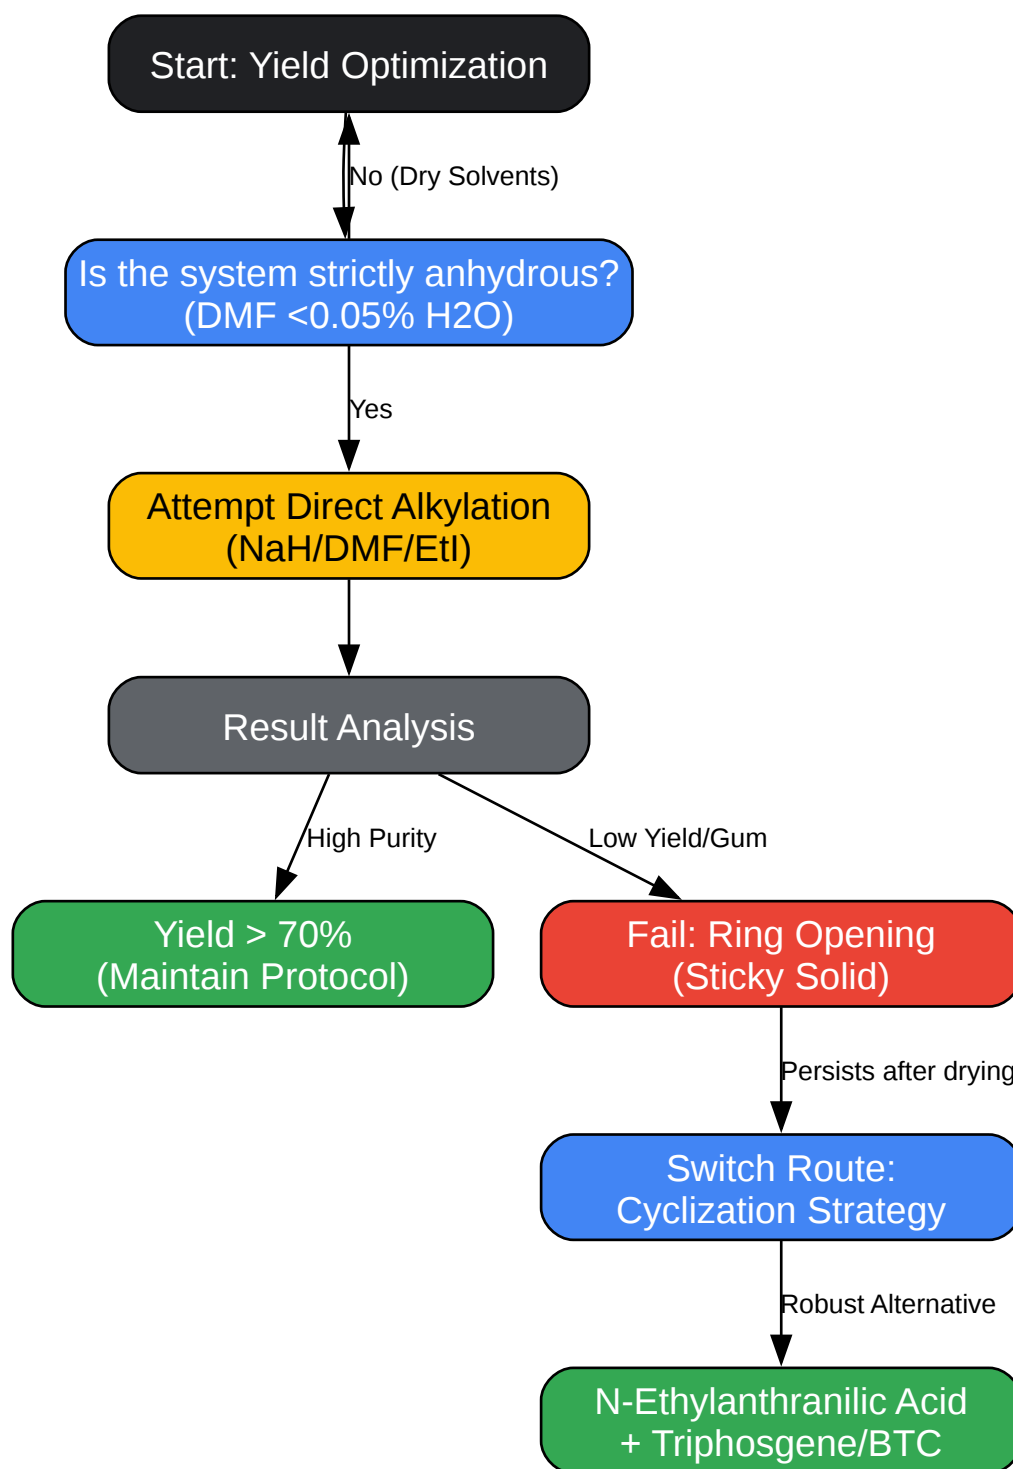 Start: Yield Optimization
No (Dry Solvents)
Is the system strictly anhydrous?
(DMF <0.05% H2O)
Yes
Attempt Direct Alkylation
(NaH/DMF/EtI)
Result Analysis
High Purity
Low Yield/Gum
Yield > 70%
(Maintain Protocol)
Fail: Ring Opening
(Sticky Solid)
Persists after drying
Switch Route:
Cyclization Strategy
Robust Alternative
N-Ethylanthranilic Acid
+ Triphosgene/BTC